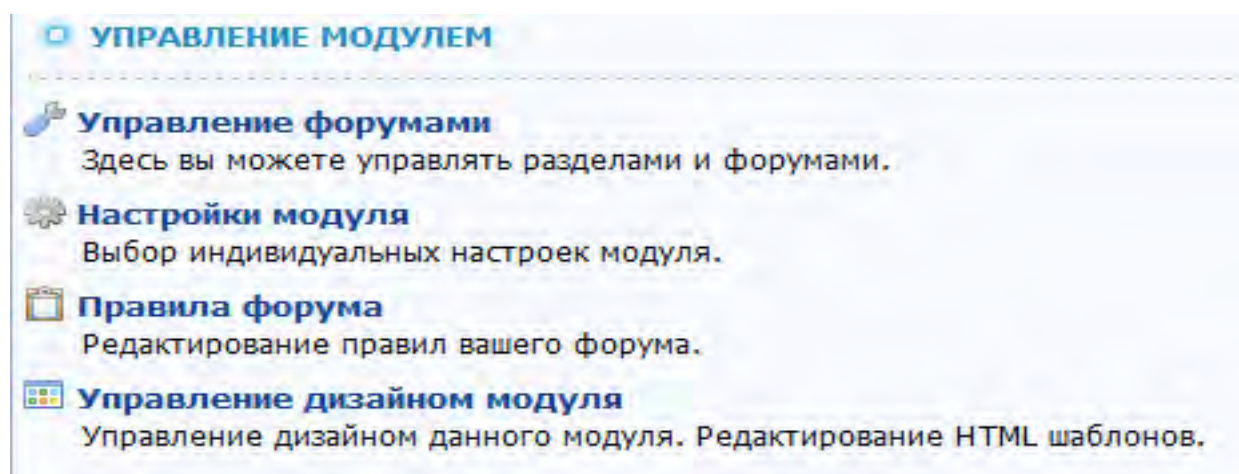 УПРАВЛЕНИЕ МОДУЛЕМ
Управление форумами
Здесь вы можете управлять разделами и форумами.
Настройки модуля
Выбор индивидуальных настроек модуля.
Правила форума
Редактирование правил вашего форума.
Управление дизайном модуля
Управление дизайном данного модуля. Редактирование HTML шаблонов.